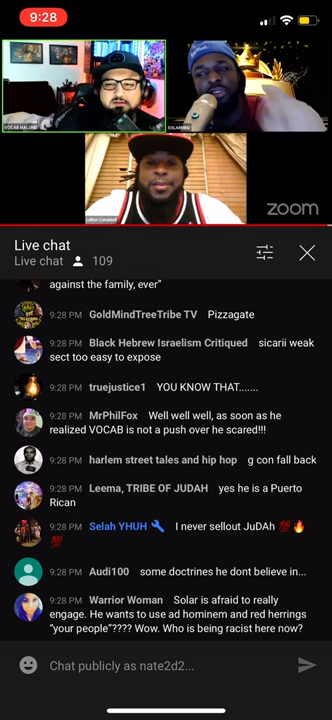 9:28
VOCAB MALONE
SOLARMIND
LaRon Campbell
zoom
Live chat
Live chat 109
against the family, ever”
9:28 PM GoldMindTreeTribe TV Pizzagate
9:28 PM Black Hebrew Israelism Critiqued sicarii weak
sect too easy to expose
9:28 PM truejustice1 YOU KNOW THAT.......
9:28 PM MrPhilFox Well well well, as soon as he
realized VOCAB is not a push over he scared!!!
9:28 PM harlem street tales and hip hop g con fall back
9:28 PM Leema, TRIBE OF JUDAH yes he is a Puerto
Rican
9:28 PM Selah YHUH 🔧 I never sellout JuDAh 💯🔥
💯
9:28 PM Audi100 some doctrines he dont believe in...
9:28 PM Warrior Woman Solar is afraid to really
engage. He wants to use ad hominem and red herrings
“your people”???? Wow. Who is being racist here now?
Chat publicly as nate2d2...